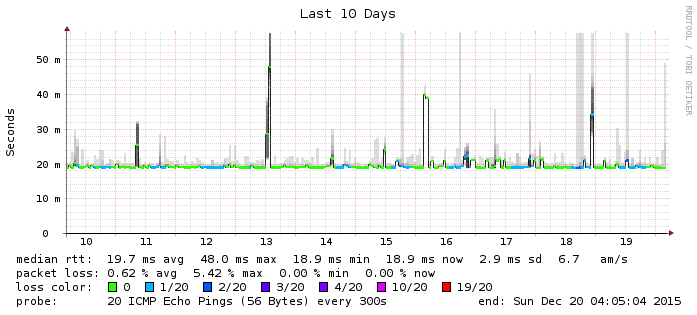 Last 10 Days
RRDTOOL / TOBI OETIKER
Seconds
50 m
40 m
30 m
20 m
10 m
0
10 11 12 13 14 15 16 17 18 19
median rtt: 19.7 ms avg 48.0 ms max 18.9 ms min 18.9 ms now 2.9 ms sd 6.7 am/s
packet loss: 0.62 % avg 5.42 % max 0.00 % min 0.00 % now
loss color: 0 1/20 2/20 3/20 4/20 10/20 19/20
probe: 20 ICMP Echo Pings (56 Bytes) every 300s end: Sun Dec 20 04:05:04 2015